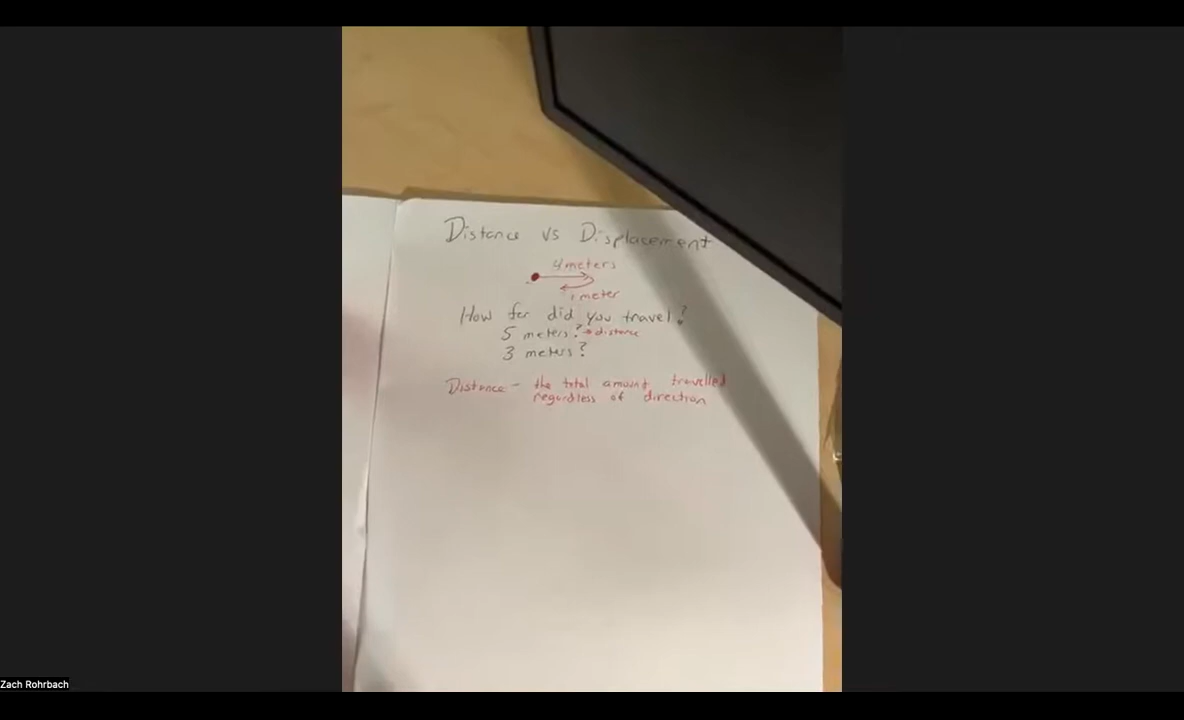 Distance vs Displacement
4 meters
1 meter
How far did you travel?
5 meters? → distance
3 meters?
Distance - the total amount travelled
regardless of direction
Zach Rohrbach